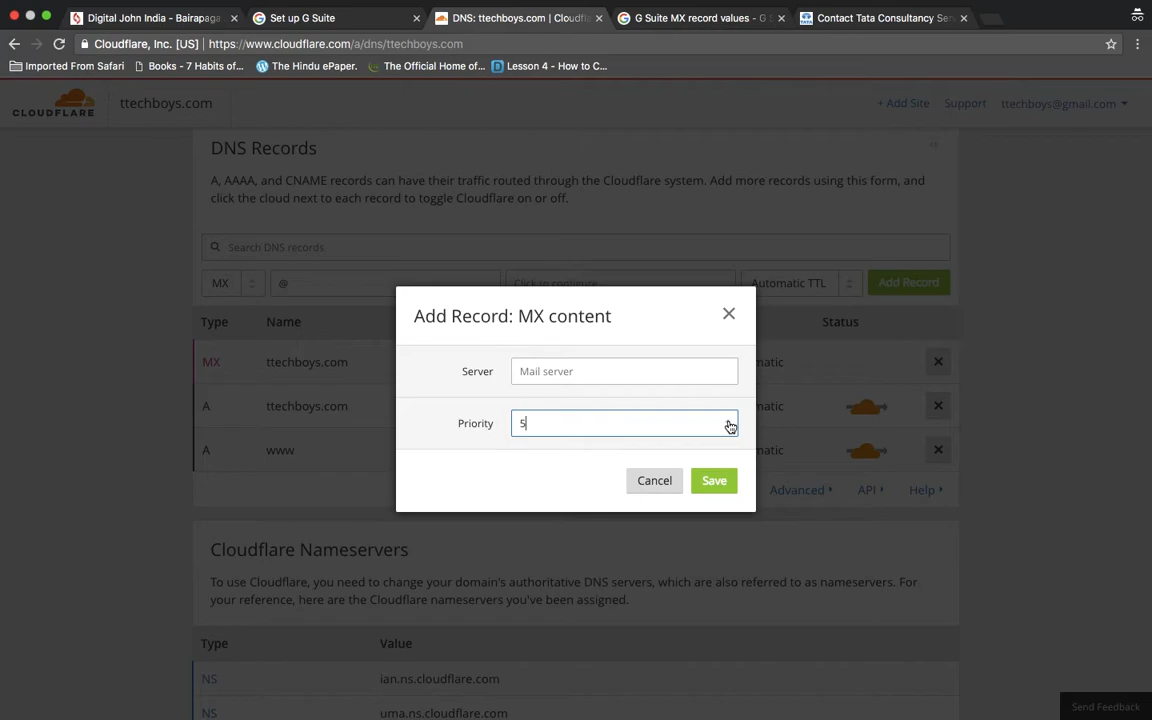 Digital John India - Bairapaga
Set up G Suite
DNS: ttechboys.com | Cloudfla
G Suite MX record values - G S
Contact Tata Consultancy Serv
Cloudflare, Inc. [US] | https://www.cloudflare.com/a/dns/ttechboys.com
Imported From Safari
Books - 7 Habits of...
The Hindu ePaper.
The Official Home of...
Lesson 4 - How to C...
CLOUDFLARE
ttechboys.com
+ Add Site
Support
ttechboys@gmail.com
DNS Records
A, AAAA, and CNAME records can have their traffic routed through the Cloudflare system. Add more records using this form, and
click the cloud next to each record to toggle Cloudflare on or off.
Search DNS records
MX
@
Click to configure
Automatic TTL
Add Record
Type
Name
Status
MX
ttechboys.com
matic
A
ttechboys.com
matic
A
www
matic
Advanced
API
Help
Add Record: MX content
Server
Mail server
Priority
5
Cancel
Save
Cloudflare Nameservers
To use Cloudflare, you need to change your domain's authoritative DNS servers, which are also referred to as nameservers. For
your reference, here are the Cloudflare nameservers you've been assigned.
Type
Value
NS
ian.ns.cloudflare.com
NS
uma.ns.cloudflare.com
Send Feedback